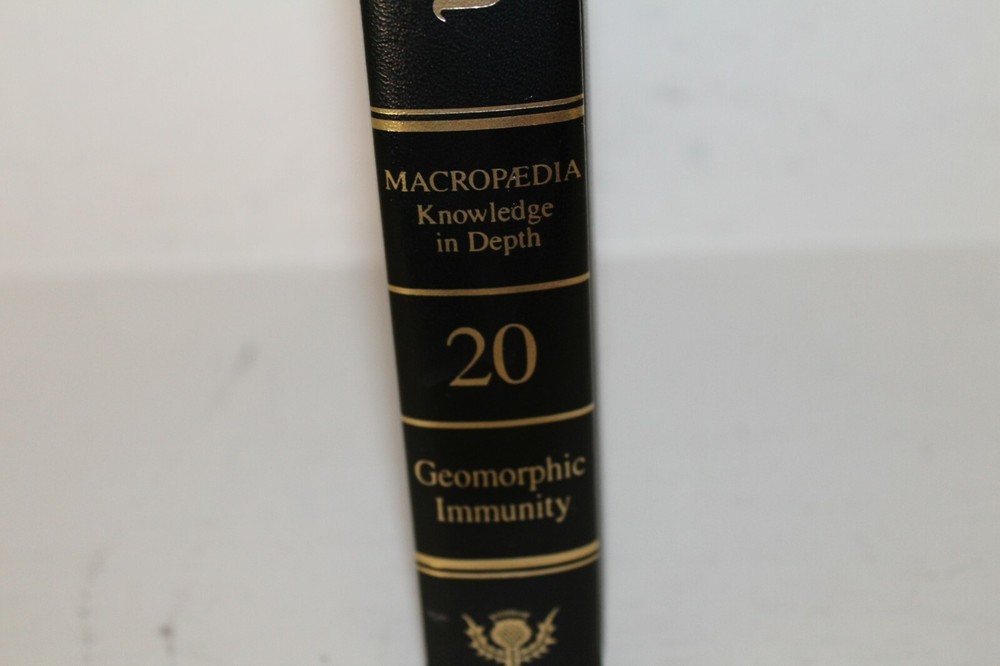 MACROPÆDIA
Knowledge
in Depth
20
Geomorphic
Immunity